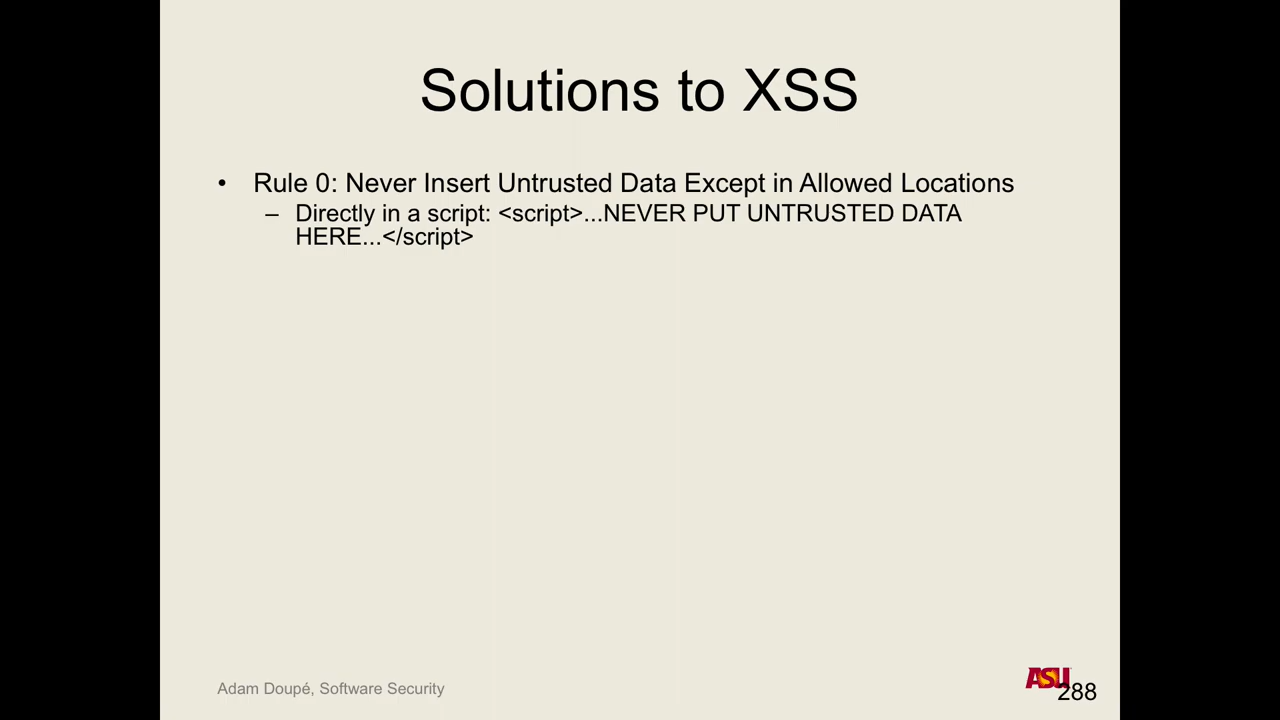 Solutions to XSS
• Rule 0: Never Insert Untrusted Data Except in Allowed Locations
– Directly in a script: <script>...NEVER PUT UNTRUSTED DATA
HERE...</script>
Adam Doupé, Software Security
ASU
288